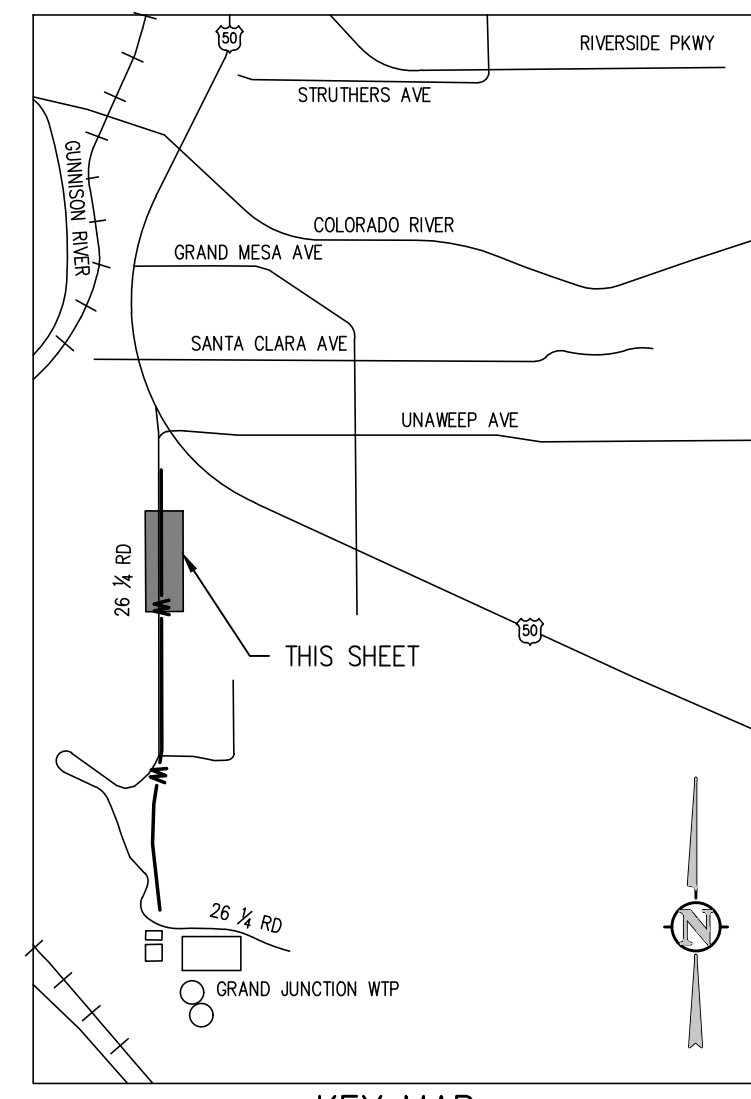 50
RIVERSIDE PKWY
STRUTHERS AVE
GUNNISON RIVER
COLORADO RIVER
GRAND MESA AVE
SANTA CLARA AVE
UNAWEEP AVE
26 ¼ RD
W
50
THIS SHEET
W
N
26 ¼ RD
GRAND JUNCTION WTP
KEY MAP